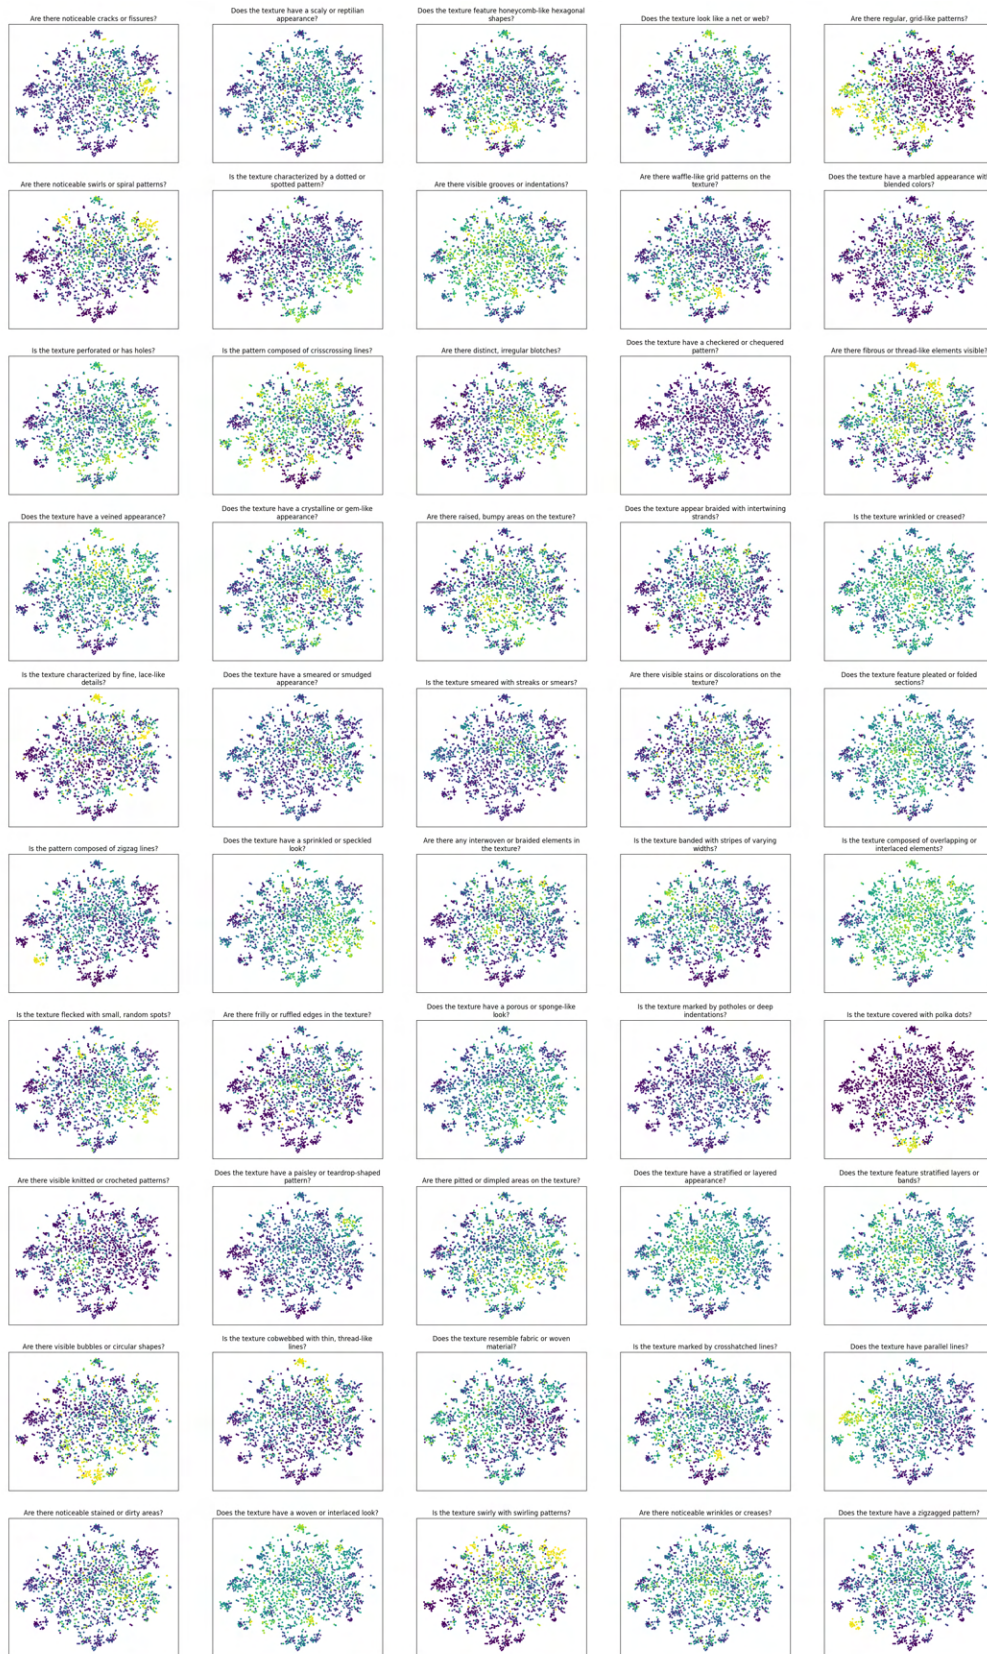 Are there noticeable cracks or fissures?
Does the texture have a scaly or reptilian
appearance?
Does the texture feature honeycomb-like hexagonal
shapes?
Does the texture look like a net or web?
Are there regular, grid-like patterns?
Are there noticeable swirls or spiral patterns?
Is the texture characterized by a dotted or
spotted pattern?
Are there visible grooves or indentations?
Are there waffle-like grid patterns on the
texture?
Does the texture have a marbled appearance with
blended colors?
Is the texture perforated or has holes?
Is the pattern composed of crisscrossing lines?
Are there distinct, irregular blotches?
Does the texture have a checkered or chequered
pattern?
Are there fibrous or thread-like elements visible?
Does the texture have a veined appearance?
Does the texture have a crystalline or gem-like
appearance?
Are there raised, bumpy areas on the texture?
Does the texture appear braided with intertwining
strands?
Is the texture wrinkled or creased?
Is the texture characterized by fine, lace-like
details?
Does the texture have a smeared or smudged
appearance?
Is the texture smeared with streaks or smears?
Are there visible stains or discolorations on the
texture?
Does the texture feature pleated or folded
sections?
Is the pattern composed of zigzag lines?
Does the texture have a sprinkled or speckled
look?
Are there any interwoven or braided elements in
the texture?
Is the texture banded with stripes of varying
widths?
Is the texture composed of overlapping or
interlaced elements?
Is the texture flecked with small, random spots?
Are there frilly or ruffled edges in the texture?
Does the texture have a porous or sponge-like
look?
Is the texture marked by potholes or deep
indentations?
Is the texture covered with polka dots?
Are there visible knitted or crocheted patterns?
Does the texture have a paisley or teardrop-shaped
pattern?
Are there pitted or dimpled areas on the texture?
Does the texture have a stratified or layered
appearance?
Does the texture feature stratified layers or
bands?
Are there visible bubbles or circular shapes?
Is the texture cobwebbed with thin, thread-like
lines?
Does the texture resemble fabric or woven
material?
Is the texture marked by crosshatched lines?
Does the texture have parallel lines?
Are there noticeable stained or dirty areas?
Does the texture have a woven or interlaced look?
Is the texture swirly with swirling patterns?
Are there noticeable wrinkles or creases?
Does the texture have a zigzagged pattern?